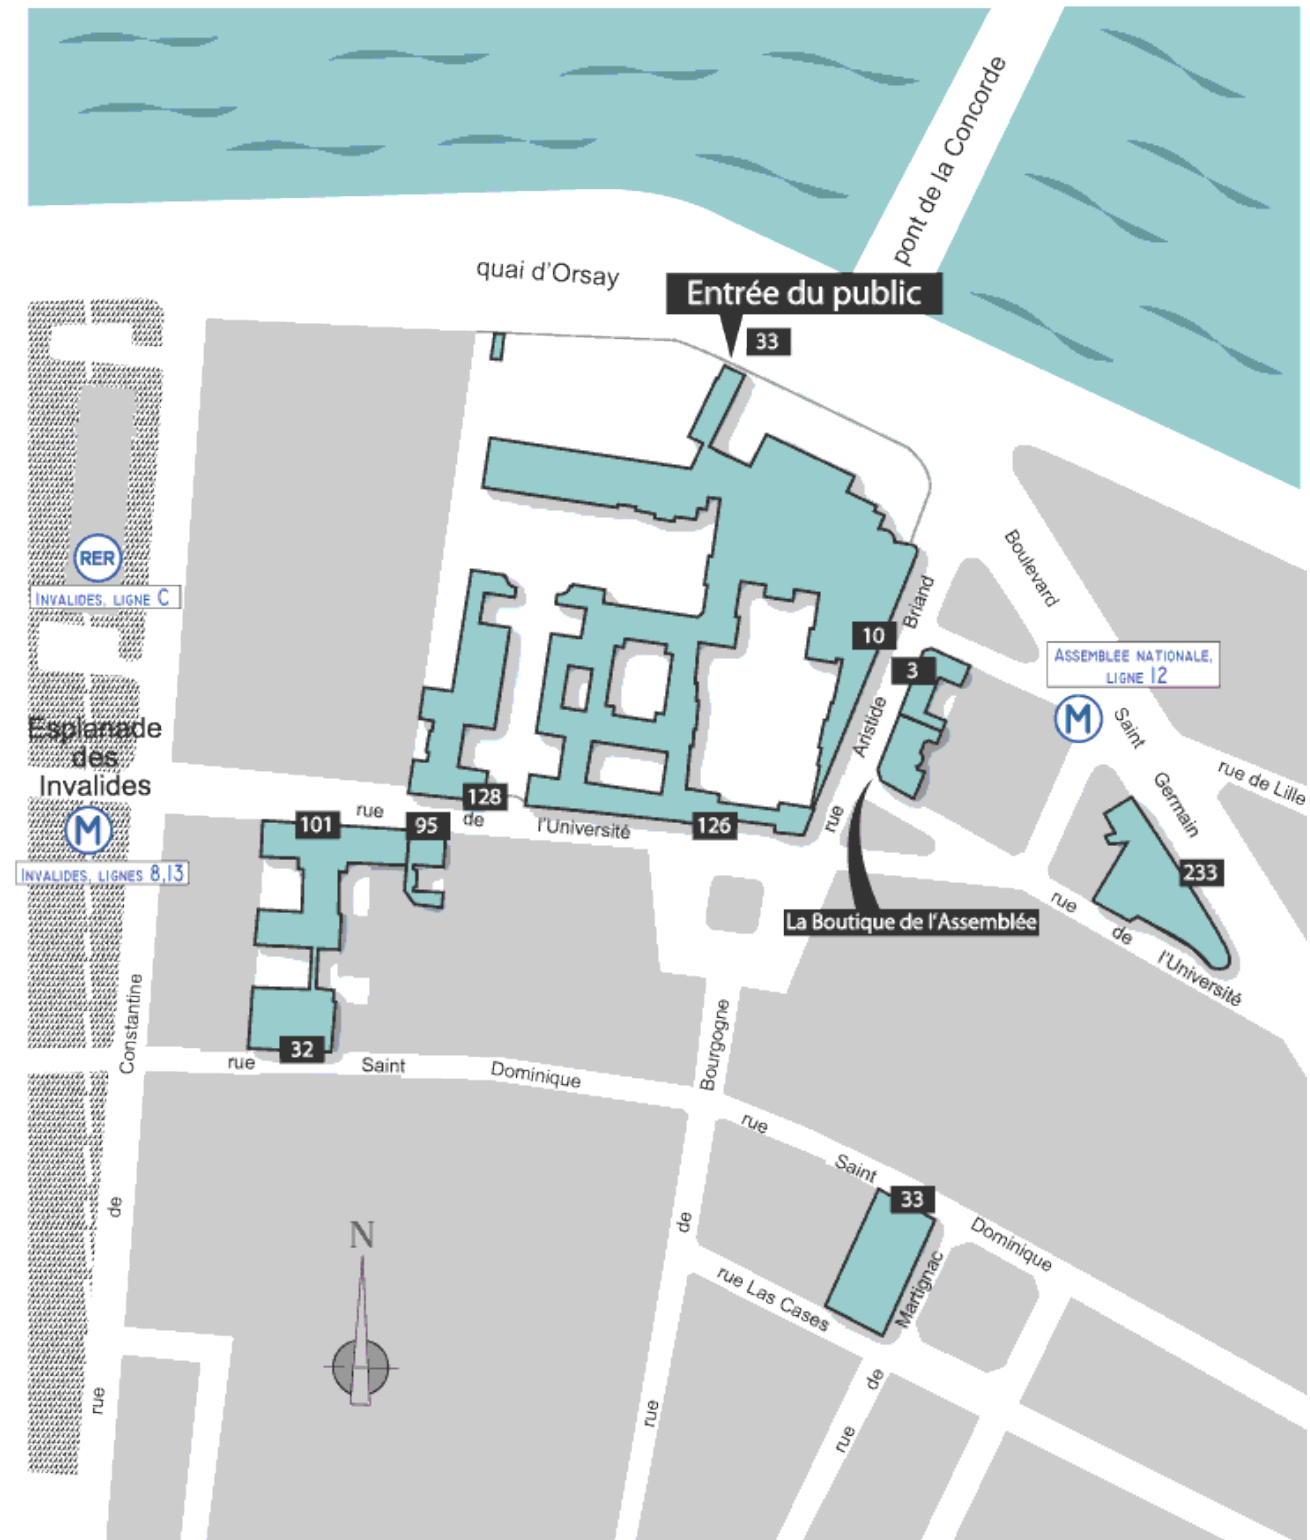 pont de la Concorde
quai d'Orsay
Entrée du public
33
RER
INVALIDES, LIGNE C
Boulevard
Briand
10
3
ASSEMBLEE NATIONALE,
LIGNE 12
M
Saint
Esplanade
des
Invalides
Aristide
rue de Lille
Germain
128
rue
101
95
de
l'Université
126
rue
M
INVALIDES, LIGNES 8,13
233
rue
de
l'Université
La Boutique de l'Assemblée
Constantine
Bourgogne
32
rue
Saint
Dominique
rue
Saint
33
Dominique
de
de
N
rue Las Cases
Martignac
de
rue
rue
rue